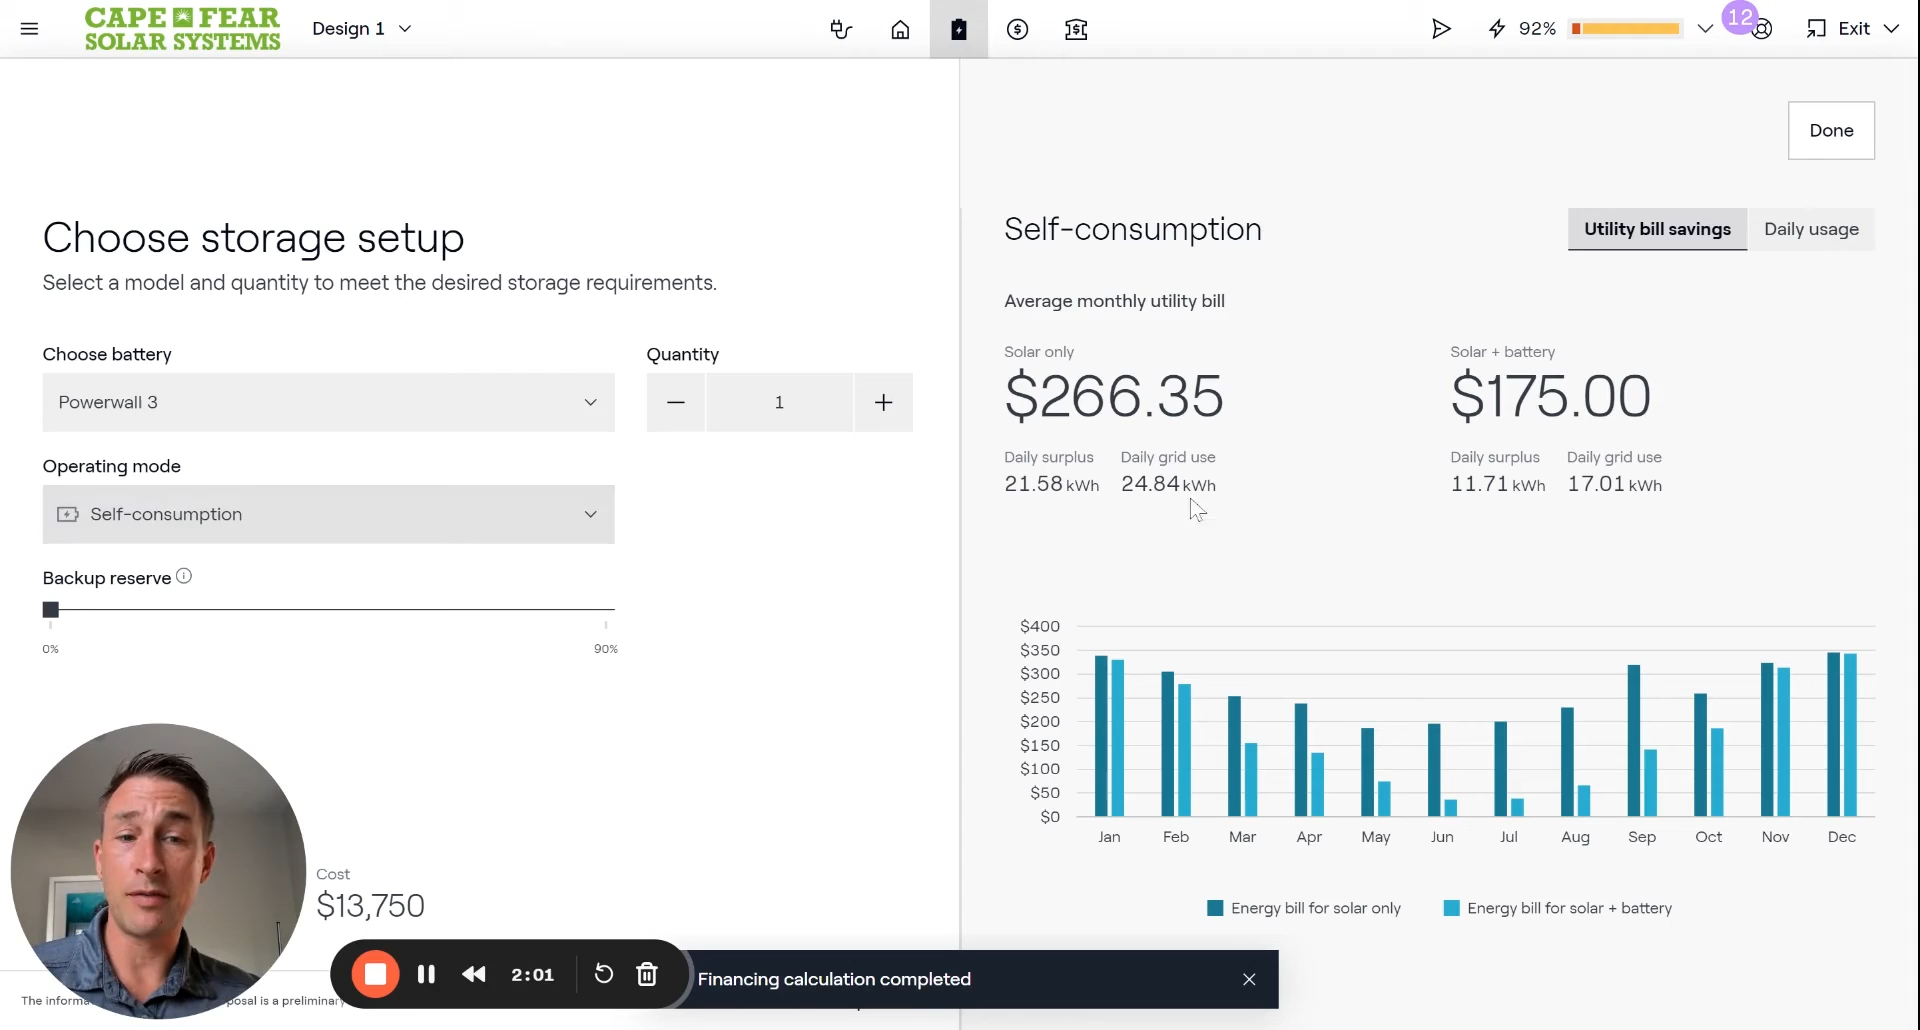 CAPE FEAR
SOLAR SYSTEMS
Design 1
92%
12
Exit
Done
Choose storage setup
Select a model and quantity to meet the desired storage requirements.
Choose battery
Quantity
Powerwall 3
1
Operating mode
Self-consumption
Backup reserve
0%
90%
Cost
$13,750
The informa
posal is a preliminary
2:01
Financing calculation completed
Self-consumption
Utility bill savings
Daily usage
Average monthly utility bill
Solar only
$266.35
Daily surplus
Daily grid use
21.58 kWh
24.84 kWh
Solar + battery
$175.00
Daily surplus
Daily grid use
11.71 kWh
17.01 kWh
$400
$350
$300
$250
$200
$150
$100
$50
$0
Jan Feb Mar Apr May Jun Jul Aug Sep Oct Nov Dec
Energy bill for solar only
Energy bill for solar + battery